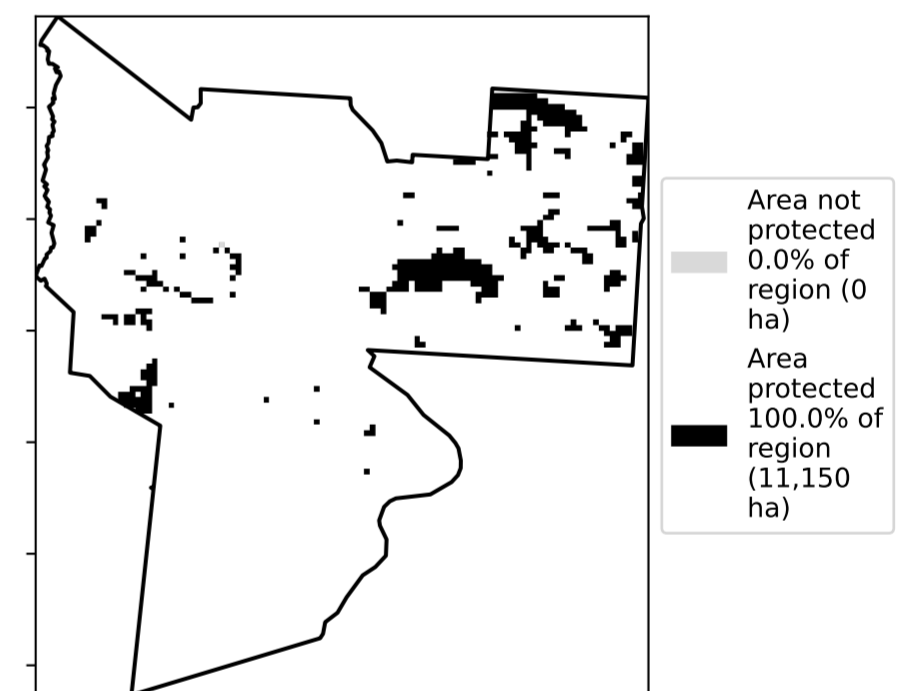 Area not
protected
0.0% of
region (0
ha)
Area
protected
100.0% of
region
(11,150
ha)